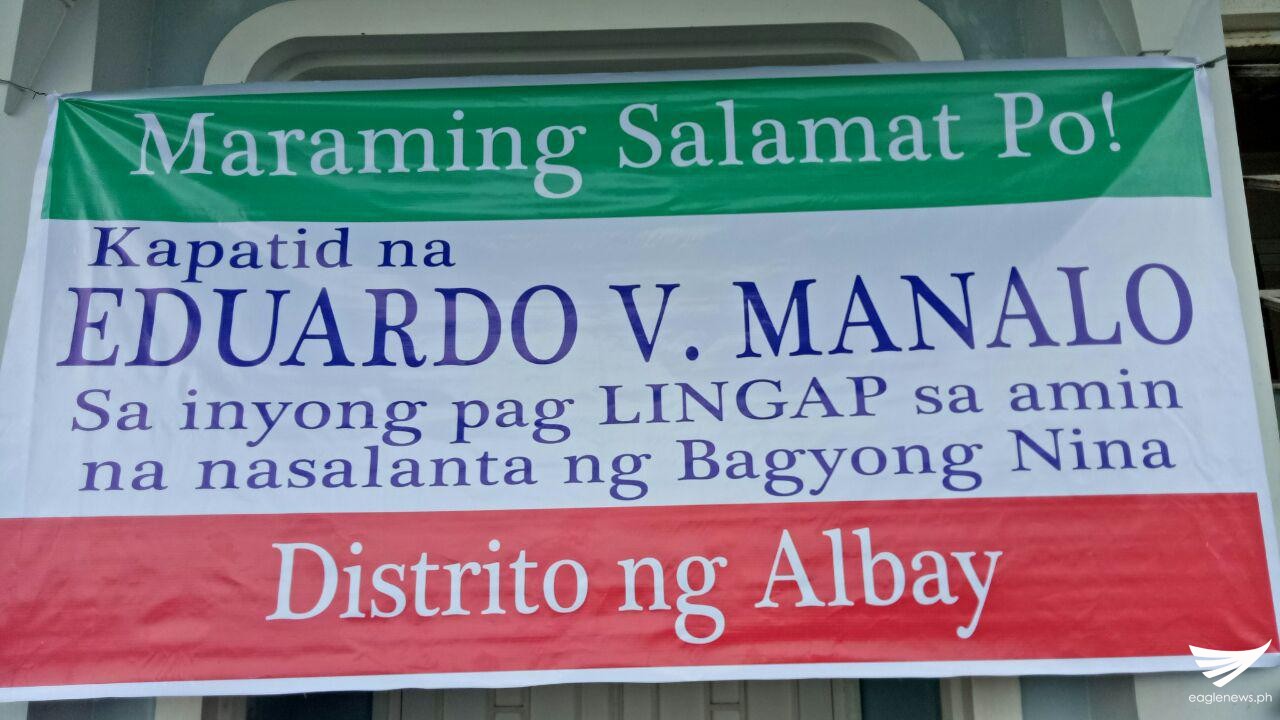 Maraming Salamat Po!
Kapatid na
EDUARDO V. MANALO
Sa inyong pag LINGAP sa amin
na nasalanta ng Bagyong Nina
Distrito ng Albay
eaglenews.ph